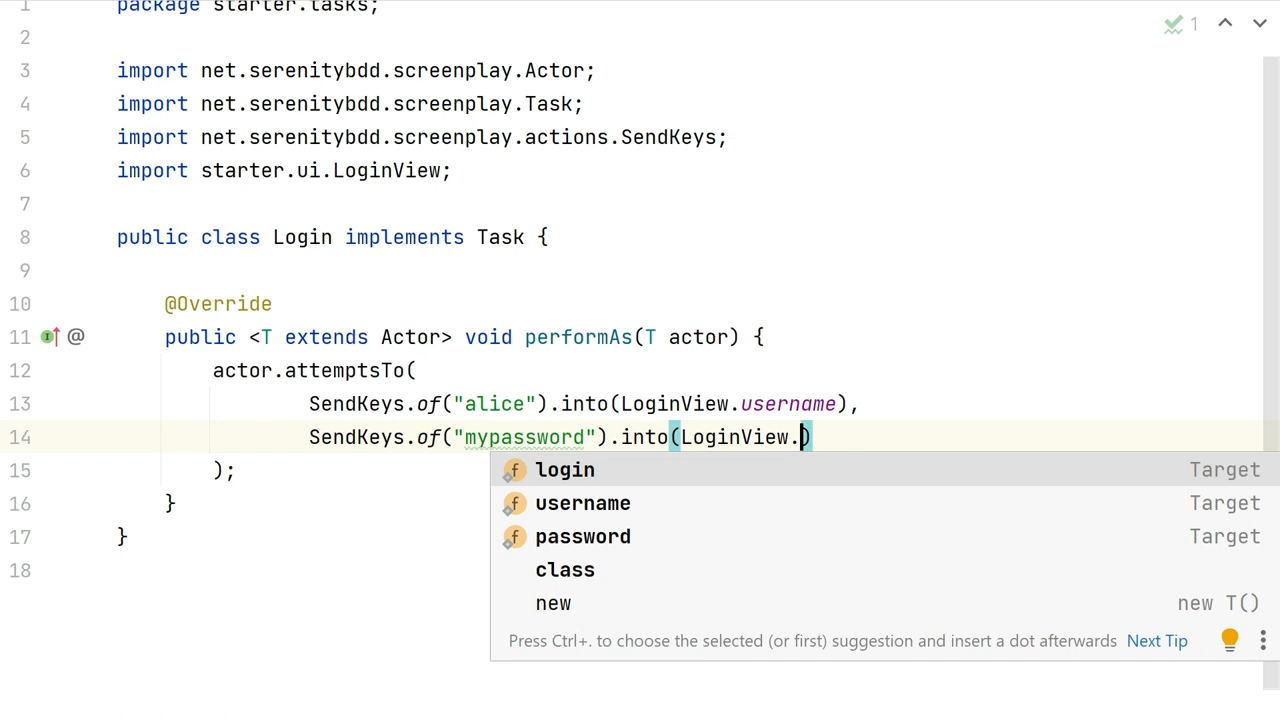 1 package starter.tasks;
2
3 import net.serenitybdd.screenplay.Actor;
4 import net.serenitybdd.screenplay.Task;
5 import net.serenitybdd.screenplay.actions.SendKeys;
6 import starter.ui.LoginView;
7
8 public class Login implements Task {
9
10 @Override
11 I @ public <T extends Actor> void performAs(T actor) {
12 actor.attemptsTo(
13 SendKeys.of("alice").into(LoginView.username),
14 SendKeys.of("mypassword").into(LoginView.)
15 );
16 }
17 }
18
1
f login Target
f username Target
f password Target
class
new new T()
Press Ctrl+. to choose the selected (or first) suggestion and insert a dot afterwards Next Tip